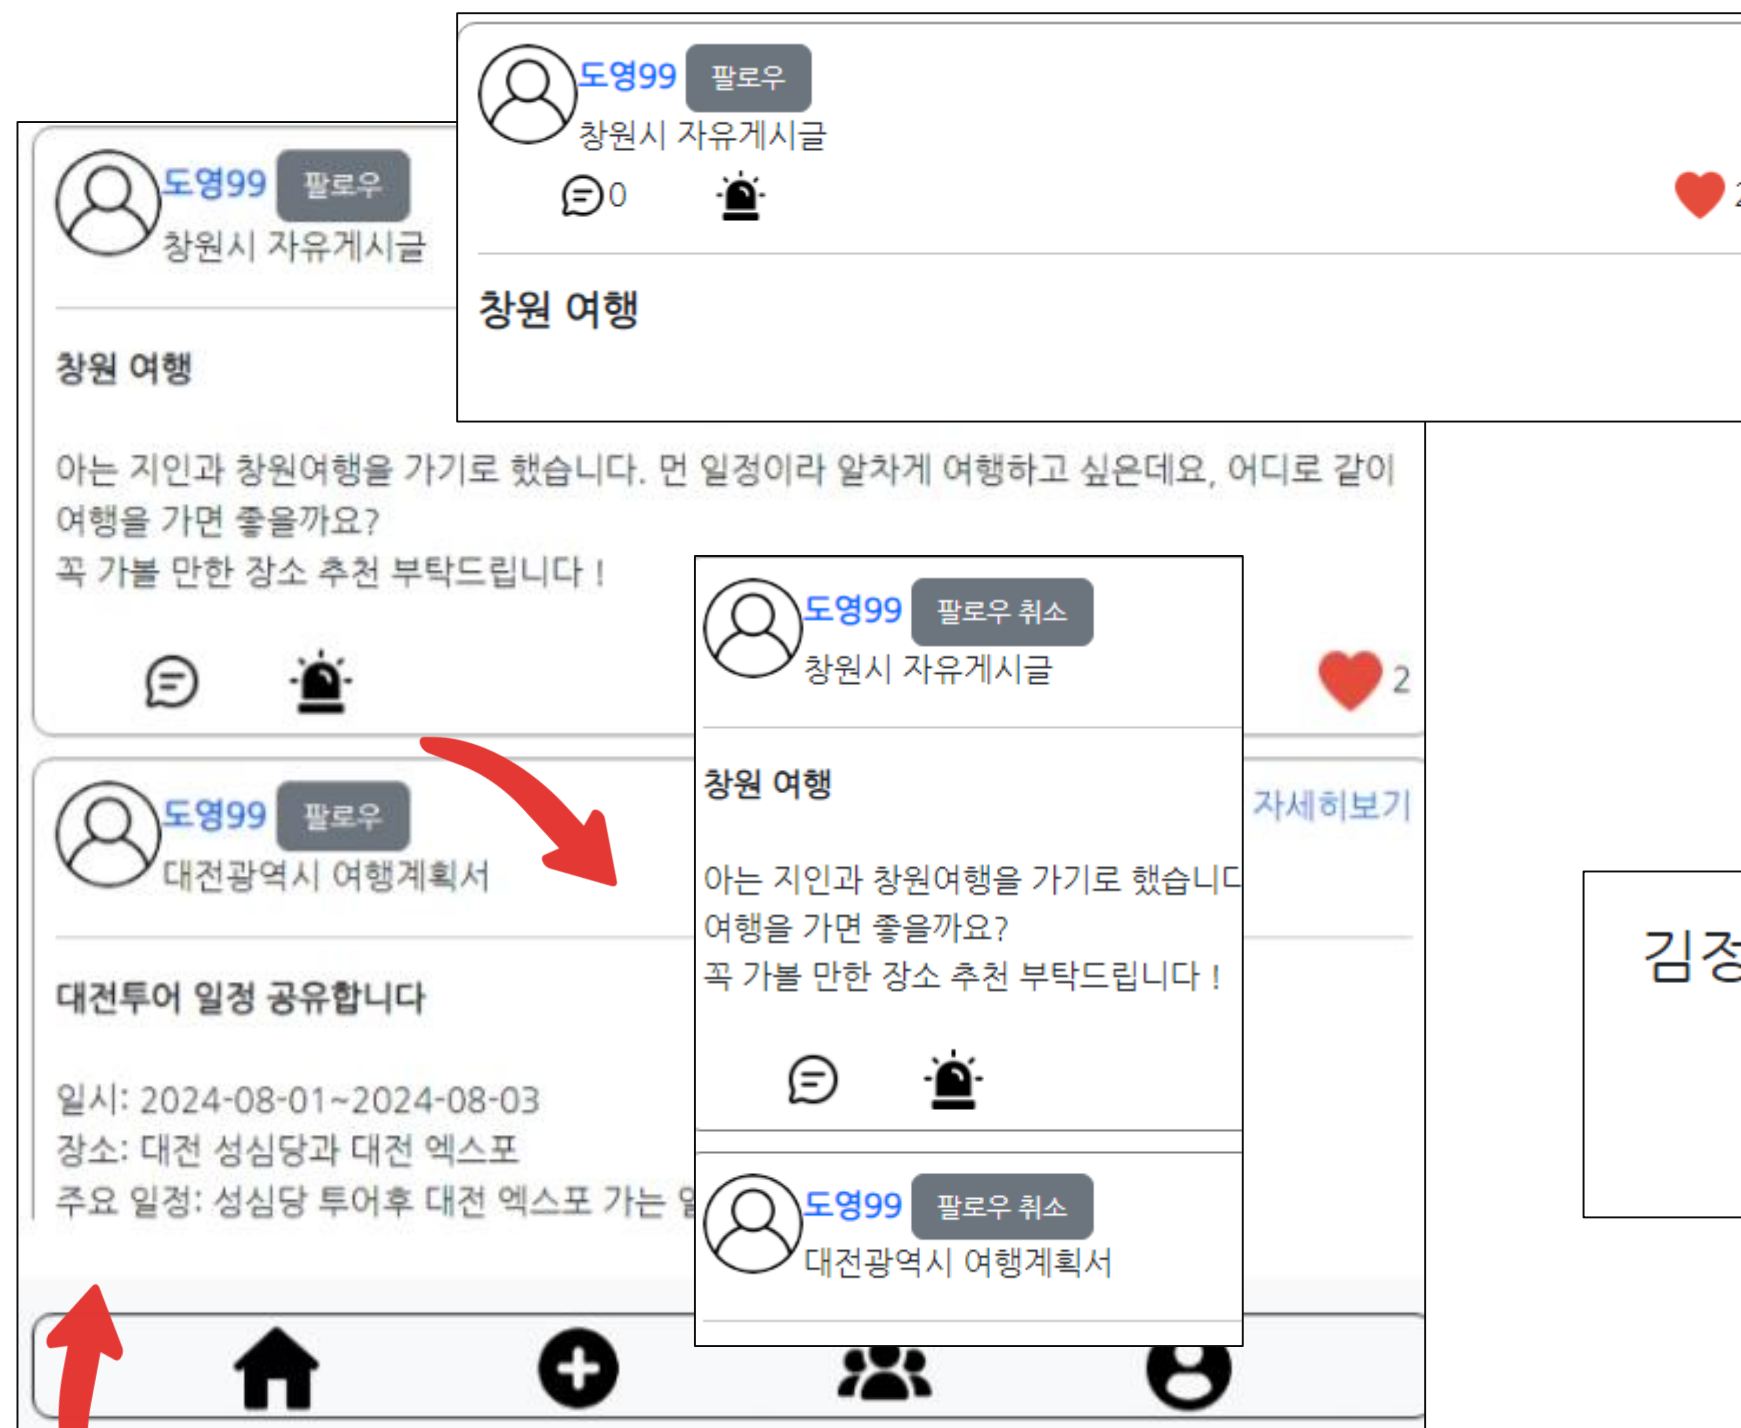 도영99 팔로우
창원시 자유게시글
0
창원 여행
도영99 팔로우
창원시 자유게시글
창원 여행
아는 지인과 창원여행을 가기로 했습니다. 먼 일정이라 알차게 여행하고 싶은데요, 어디로 같이
여행을 가면 좋을까요?
꼭 가볼 만한 장소 추천 부탁드립니다 !
2
도영99 팔로우
대전광역시 여행계획서
자세히보기
대전투어 일정 공유합니다
일시: 2024-08-01~2024-08-03
장소: 대전 성심당과 대전 엑스포
주요 일정: 성심당 투어후 대전 엑스포 가는
도영99 팔로우 취소
창원시 자유게시글
창원 여행
아는 지인과 창원여행을 가기로 했습니다
여행을 가면 좋을까요?
꼭 가볼 만한 장소 추천 부탁드립니다 !
도영99 팔로우 취소
대전광역시 여행계획서
김정